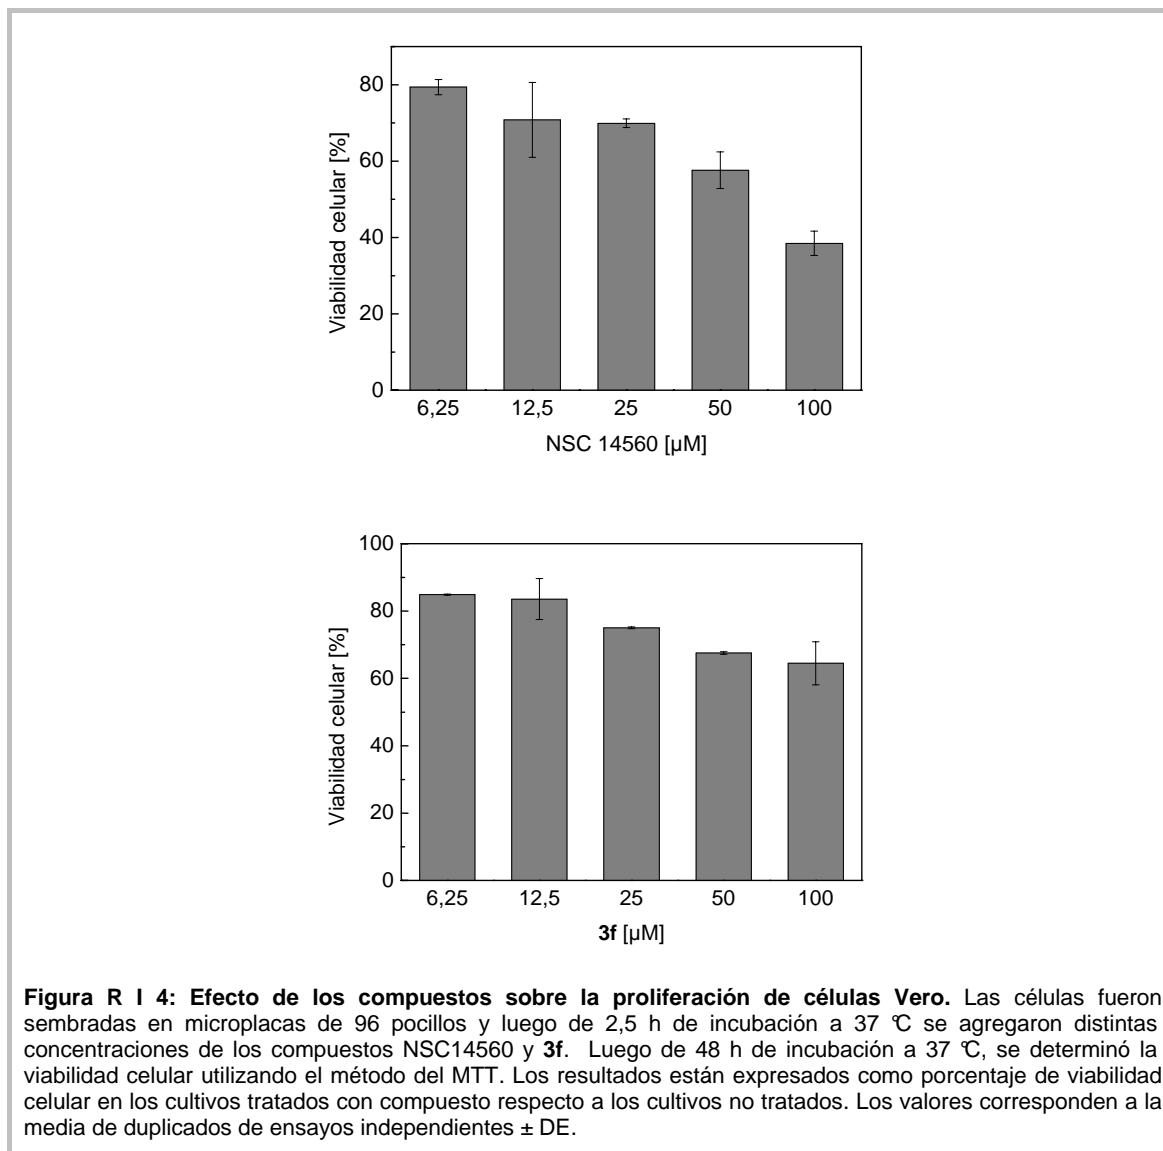 80
60
40
20
0
Viabilidad celular [%]
6,25 12,5 25 50 100
NSC 14560 [µM]
100
80
60
40
20
0
Viabilidad celular [%]
6,25 12,5 25 50 100
3f [µM]
Figura R I 4: Efecto de los compuestos sobre la proliferación de células Vero. Las células fueron
sembradas en microplacas de 96 pocillos y luego de 2,5 h de incubación a 37 °C se agregaron distintas
concentraciones de los compuestos NSC14560 y 3f. Luego de 48 h de incubación a 37 °C, se determinó la
viabilidad celular utilizando el método del MTT. Los resultados están expresados como porcentaje de viabilidad
celular en los cultivos tratados con compuesto respecto a los cultivos no tratados. Los valores corresponden a la
media de duplicados de ensayos independientes ± DE.